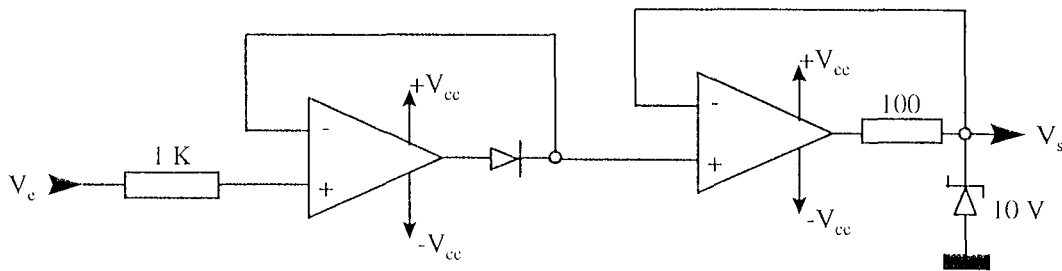 +V_cc
+V_cc
100
-
-
1 K
V_e
V_s
+
+
10 V
-V_cc
-V_cc